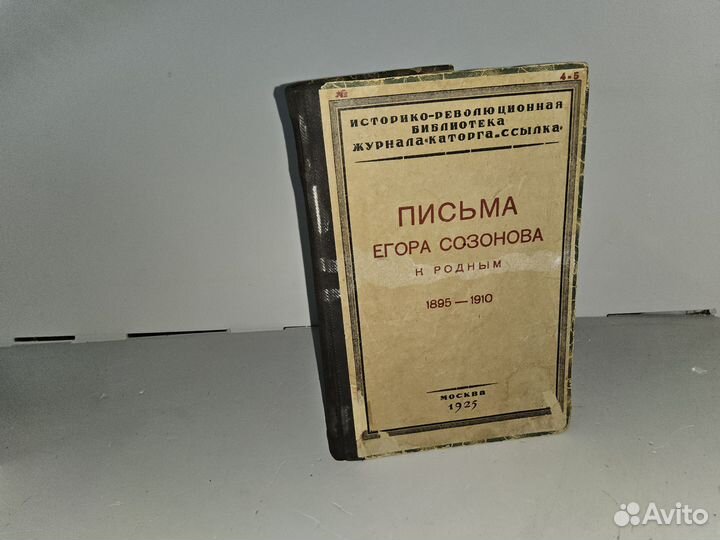 №
4-5
ИСТОРИКО-РЕВОЛЮЦИОННАЯ
БИБЛИОТЕКА
ЖУРНАЛА «КАТОРГА и ССЫЛКА»
ПИСЬМА
ЕГОРА СОЗОНОВА
К РОДНЫМ
1895—1910
МОСКВА
1925
Avito